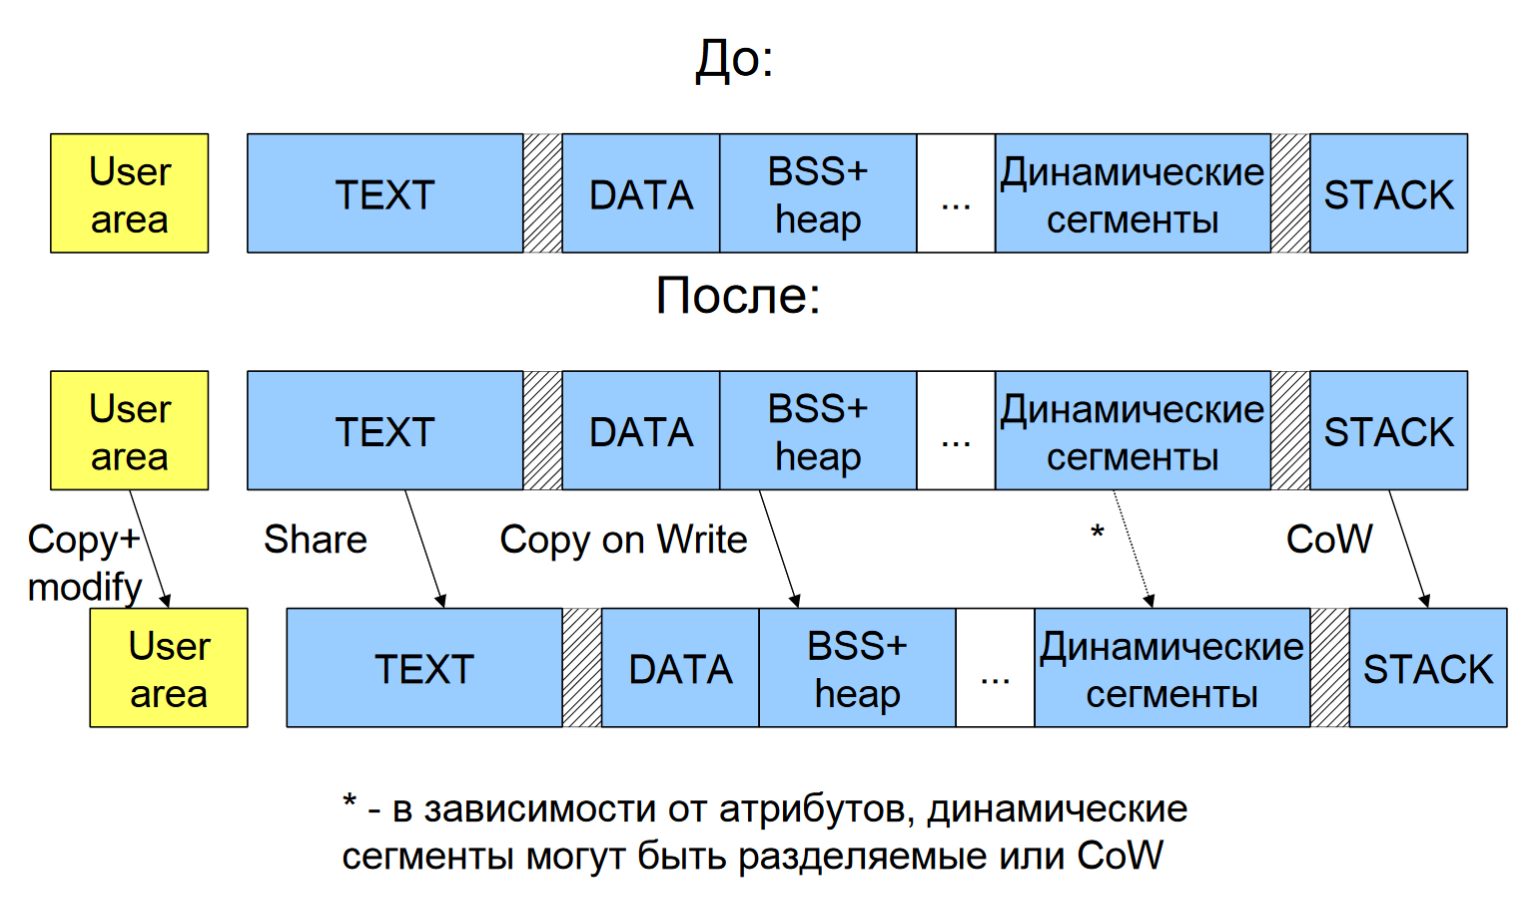 До:
User
area
TEXT
DATA
BSS+
heap
...
Динамические
сегменты
STACK
После:
User
area
TEXT
DATA
BSS+
heap
...
Динамические
сегменты
STACK
Copy+
modify
Share
Copy on Write
*
CoW
User
area
TEXT
DATA
BSS+
heap
...
Динамические
сегменты
STACK
* - в зависимости от атрибутов, динамические
сегменты могут быть разделяемые или CoW